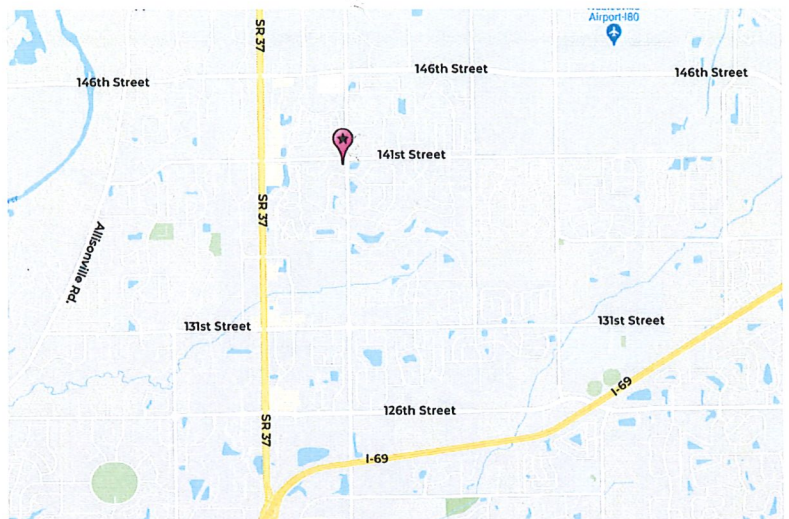 SR 37
Airport-I80
146th Street
146th Street
146th Street
141st Street
SR 37
Allisonville Rd.
131st Street
131st Street
I-69
126th Street
SR 37
I-69